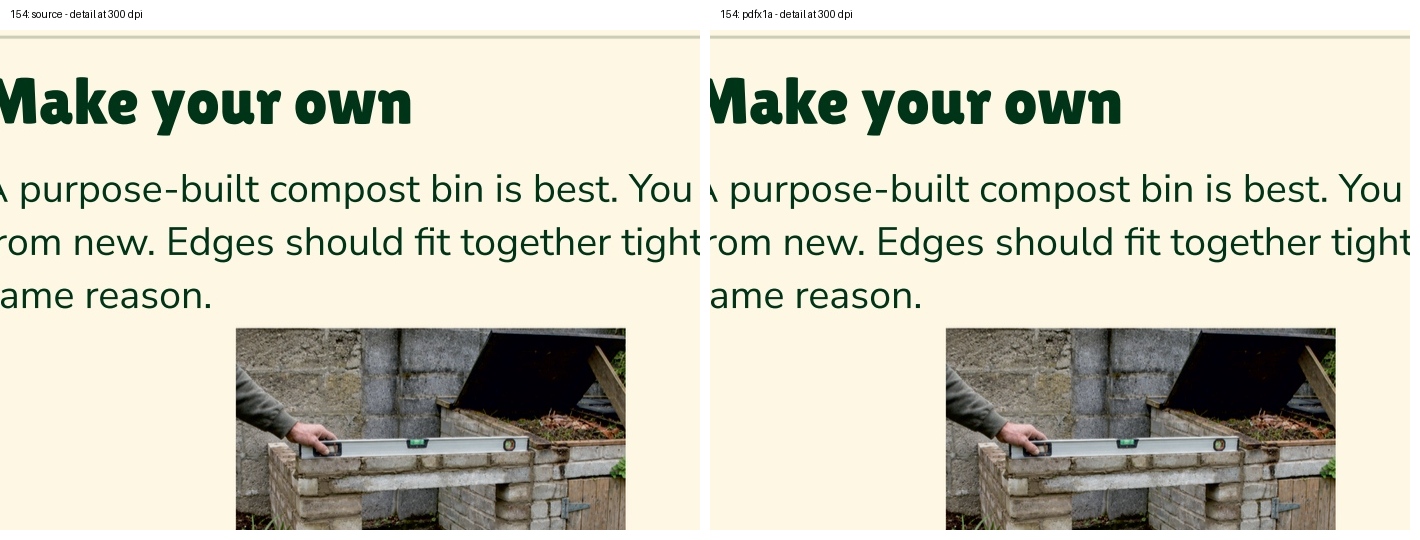 154: source - detail at 300 dpi
Make your own
A purpose-built compost bin is best. You
rom new. Edges should fit together tight
ame reason.
154: pdfx1a - detail at 300 dpi
Make your own
A purpose-built compost bin is best. You
rom new. Edges should fit together tight
ame reason.